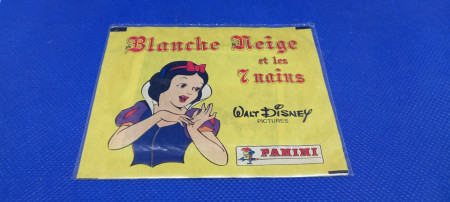 Blanche Neige
et les
7 nains
WALT DISNEY
PICTURES
PANINI